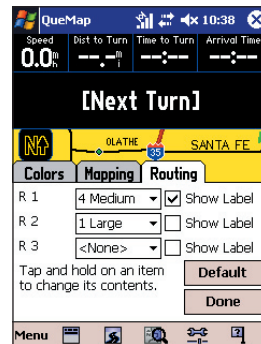 QueMap 10:38
Speed Dist to Turn Time to Turn Arrival Time
0.0 --.- --:-- --:--
[Next Turn]
N OLATHE 35 SANTA FE
Colors Mapping Routing
R 1 4 Medium Show Label
R 2 1 Large Show Label
R 3 <None> Show Label
Tap and hold on an item Default
to change its contents.
Done
Menu